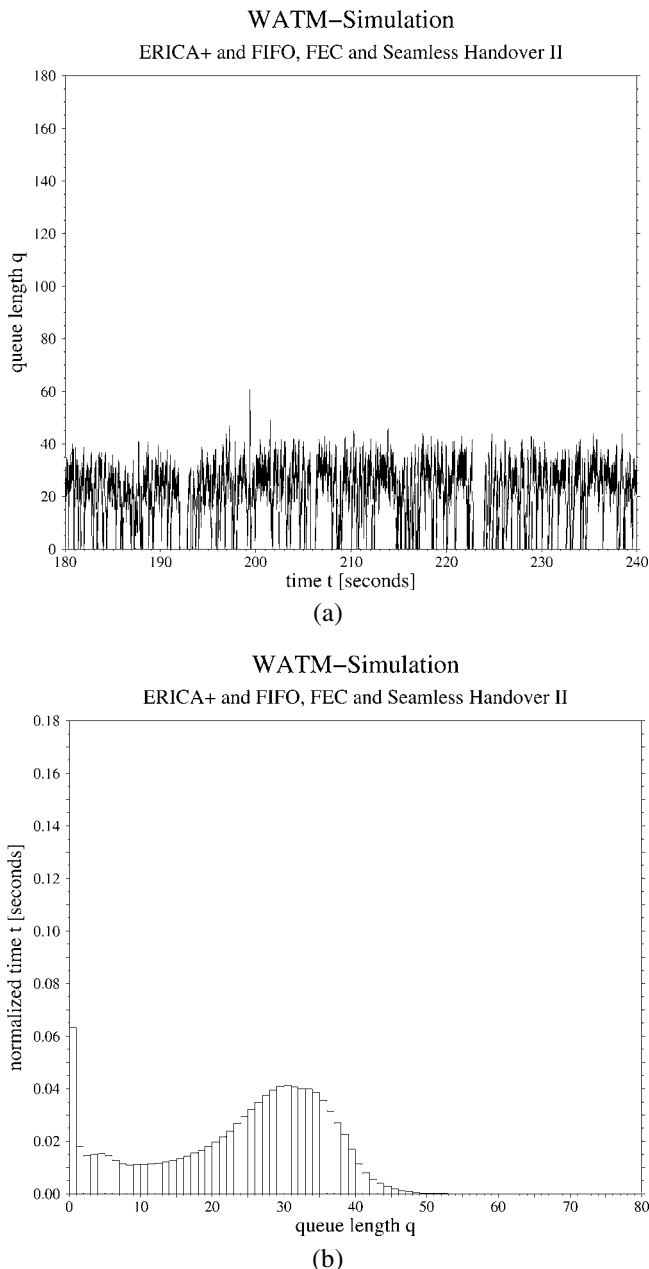 WATM−Simulation
ERICA+ and FIFO, FEC and Seamless Handover II
180
160
140
120
100
80
60
40
20
0
queue length q
180 190 200 210 220 230 240
time t [seconds]
(a)
WATM−Simulation
ERICA+ and FIFO, FEC and Seamless Handover II
0.18
0.16
0.14
0.12
0.10
0.08
0.06
0.04
0.02
0.00
normalized time t [seconds]
0 10 20 30 40 50 60 70 80
queue length q
(b)